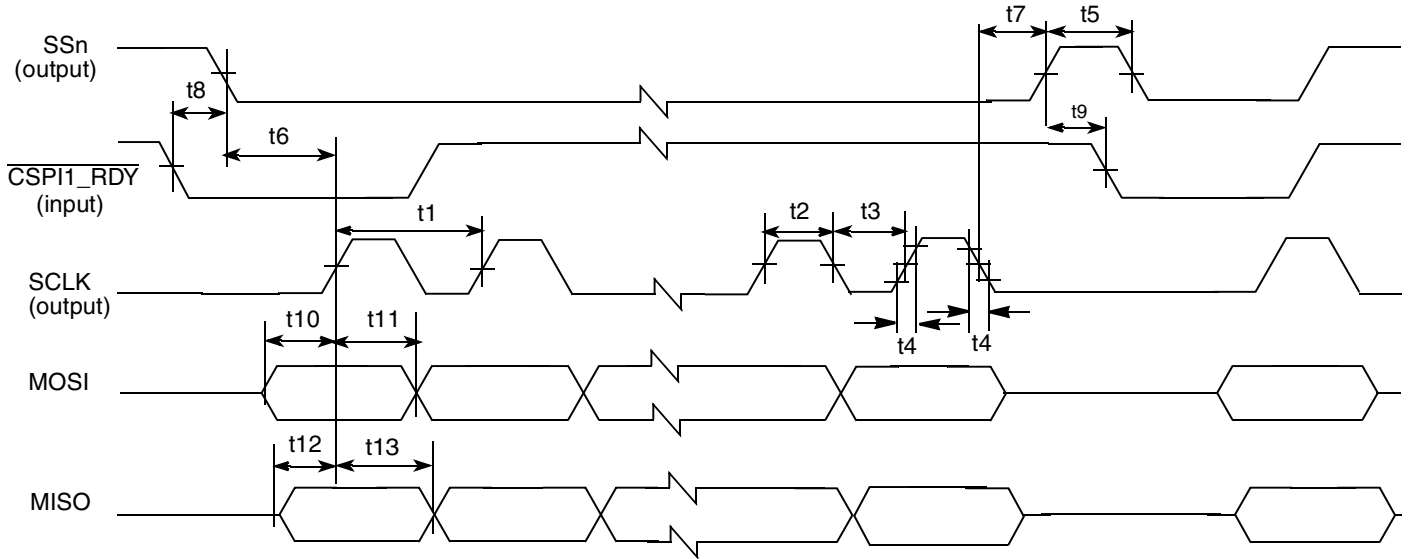 SSn
(output)
t7
t5
t8
t6
t9
CSPI1_RDY
(input)
t1
t2
t3
SCLK
(output)
t4
t4
t10
t11
MOSI
t12
t13
MISO